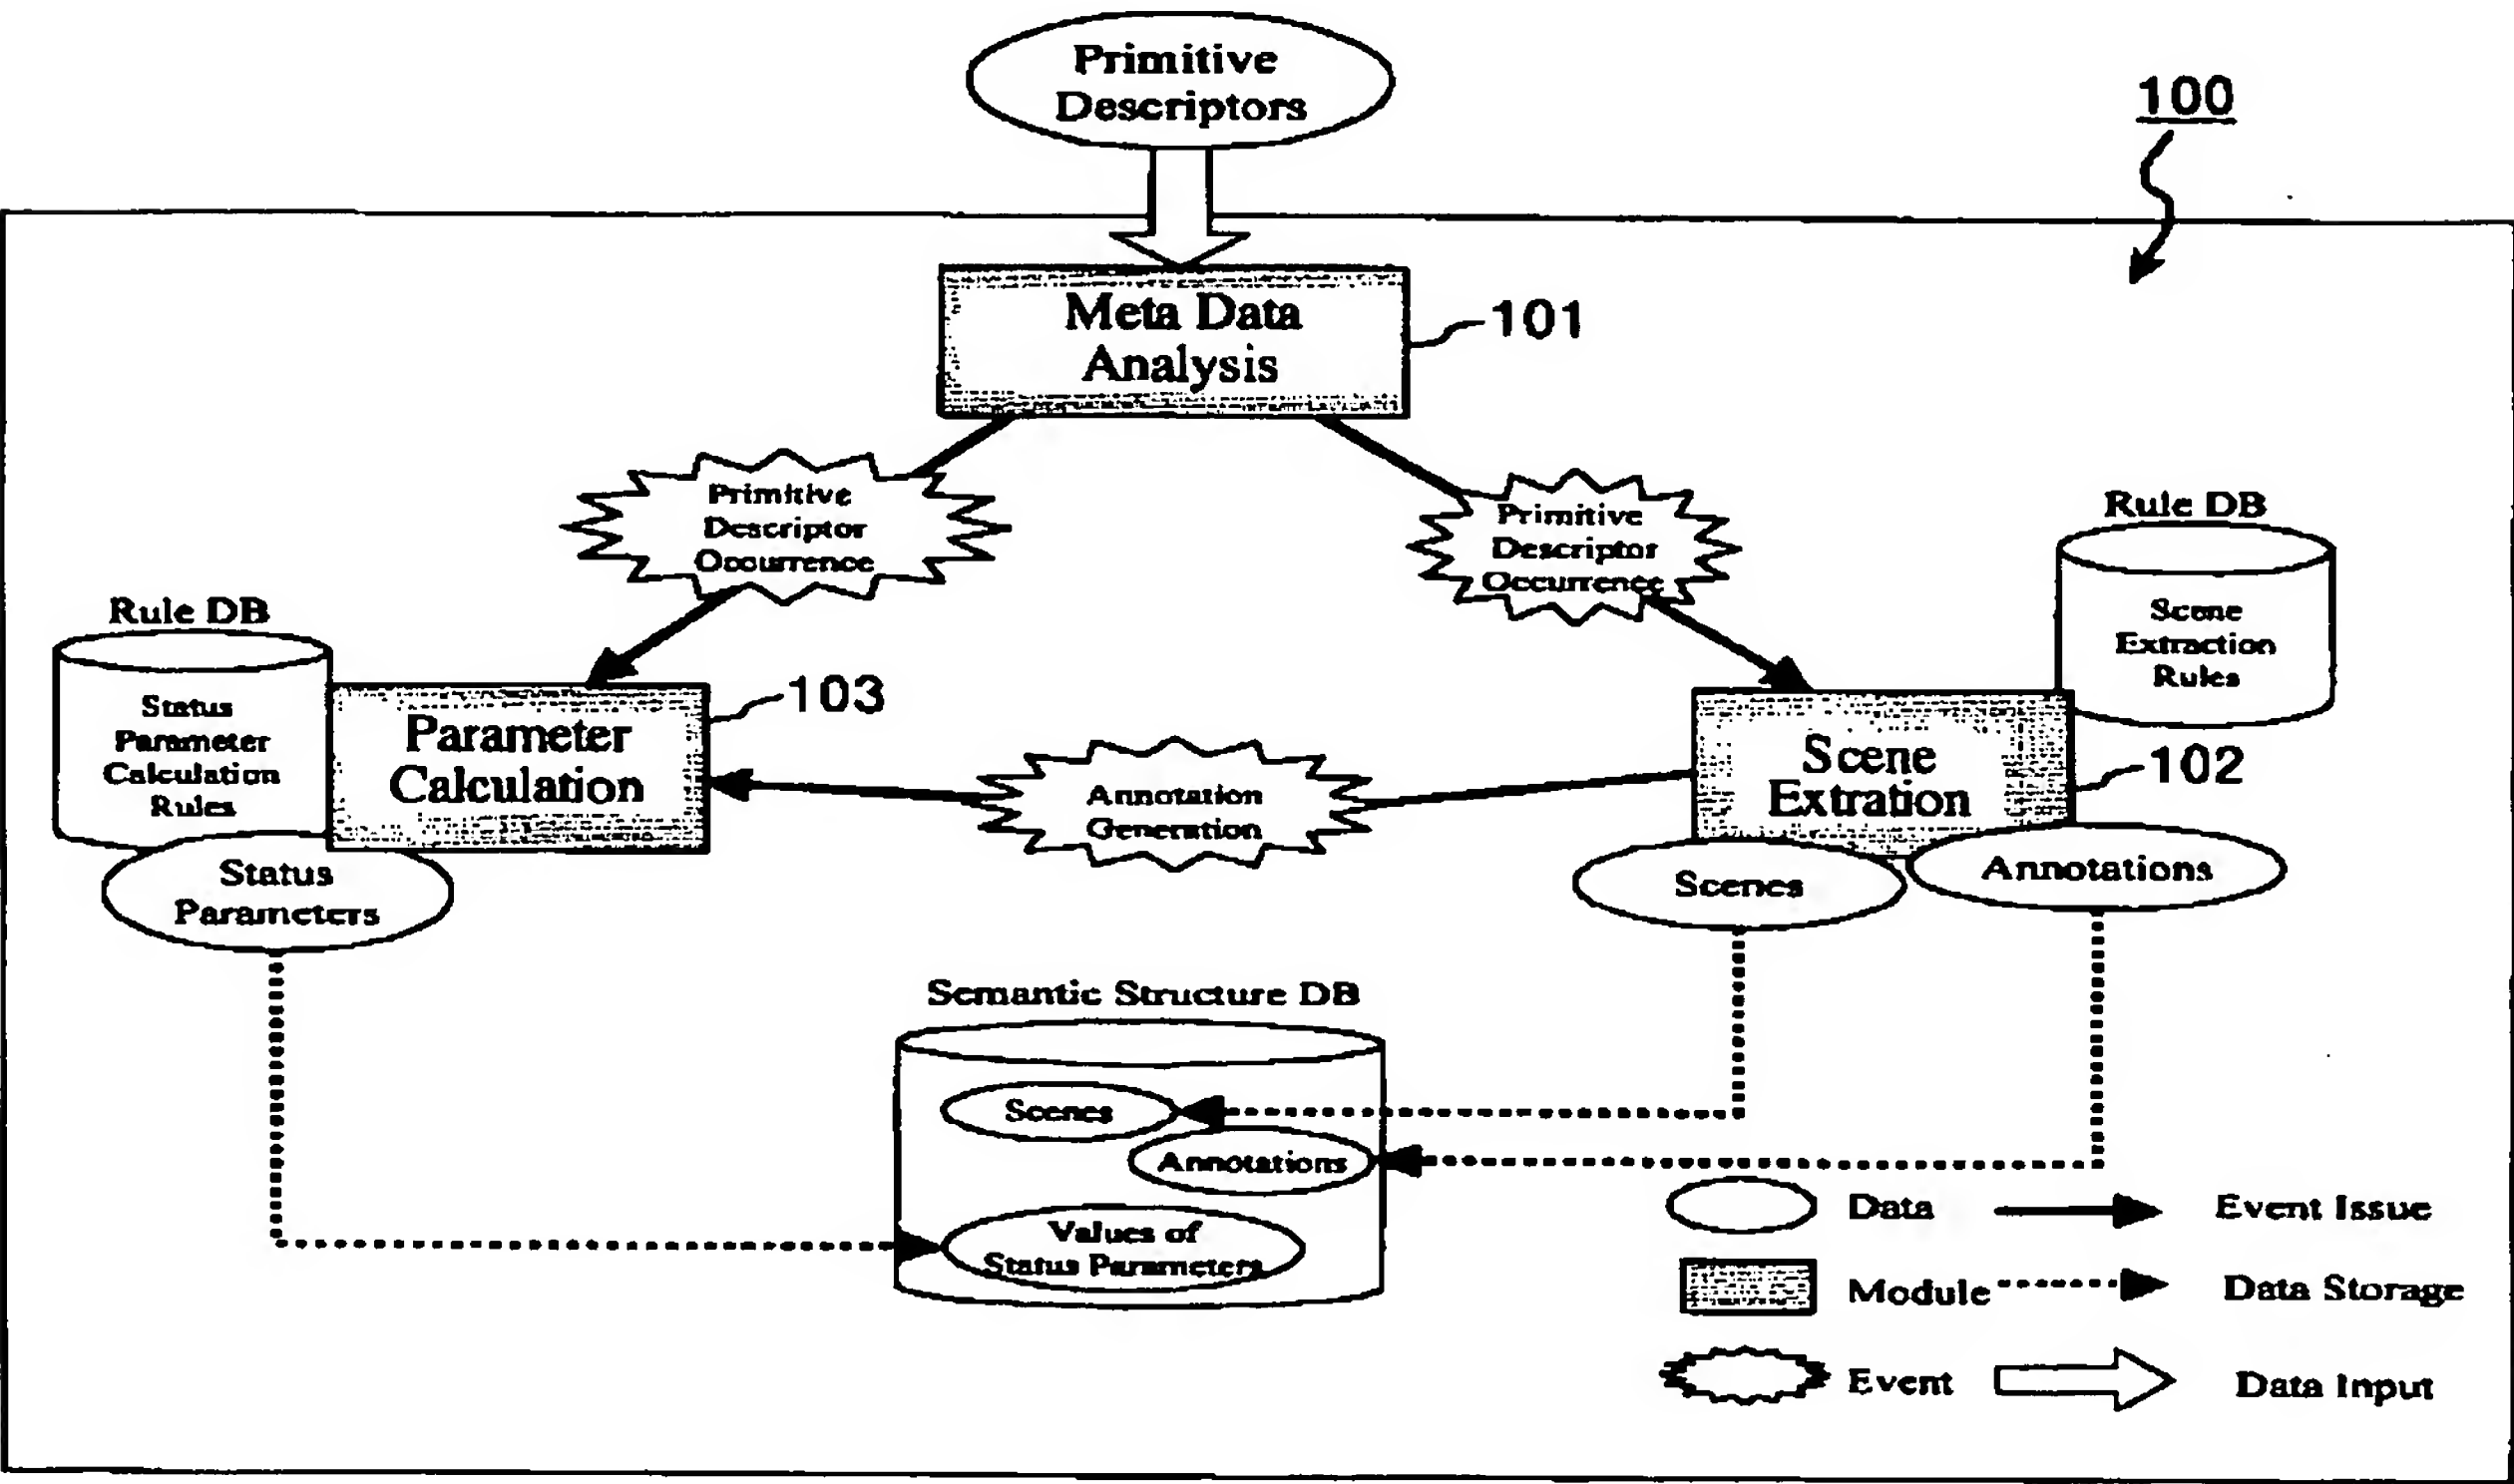 Primitive
Descriptors
100
Meta Data
Analysis
101
Primitive
Descriptor
Occurrence
Primitive
Descriptor
Occurrence
Rule DB
Scene
Extraction
Rules
Rule DB
Status
Parameter
Calculation
Rules
Parameter
Calculation
103
Annotation
Generation
Scene
Extration
102
Status
Parameters
Scenes
Annotations
Semantic Structure DB
Scenes
Annotations
Values of
Status Parameters
Data
Event Issue
Module
Data Storage
Event
Data Input